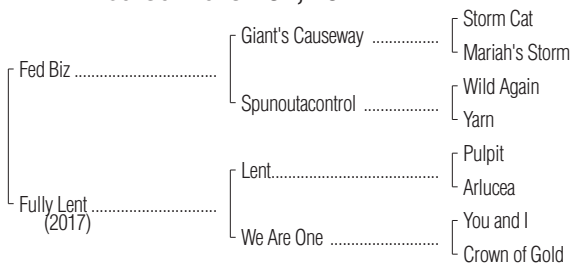 Storm Cat
Giant's Causeway ..................
Mariah's Storm
Fed Biz ................................
Wild Again
Spunoutacontrol ..................
Yarn
Pulpit
Lent......................................
Arlucea
Fully Lent ............................
(2017)
You and I
We Are One .........................
Crown of Gold